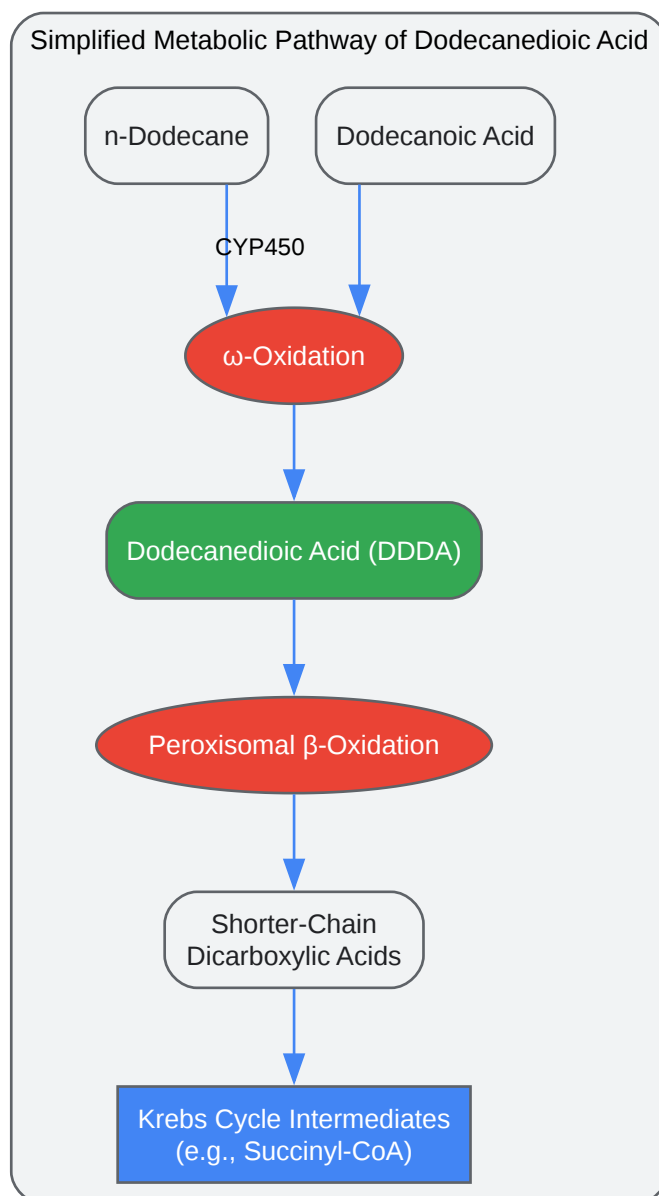 Simplified Metabolic Pathway of Dodecanedioic Acid
n-Dodecane
Dodecanoic Acid
CYP450
ω-Oxidation
Dodecanedioic Acid (DDDA)
Peroxisomal β-Oxidation
Shorter-Chain
Dicarboxylic Acids
Krebs Cycle Intermediates
(e.g., Succinyl-CoA)